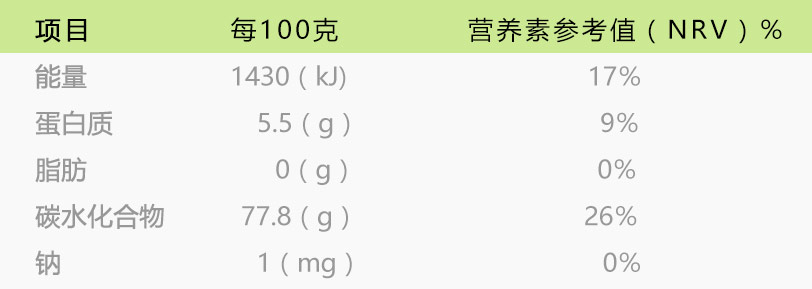 项目 每100克 营养素参考值（NRV）%
能量 1430（kJ） 17%
蛋白质 5.5（g） 9%
脂肪 0（g） 0%
碳水化合物 77.8（g） 26%
钠 1（mg） 0%